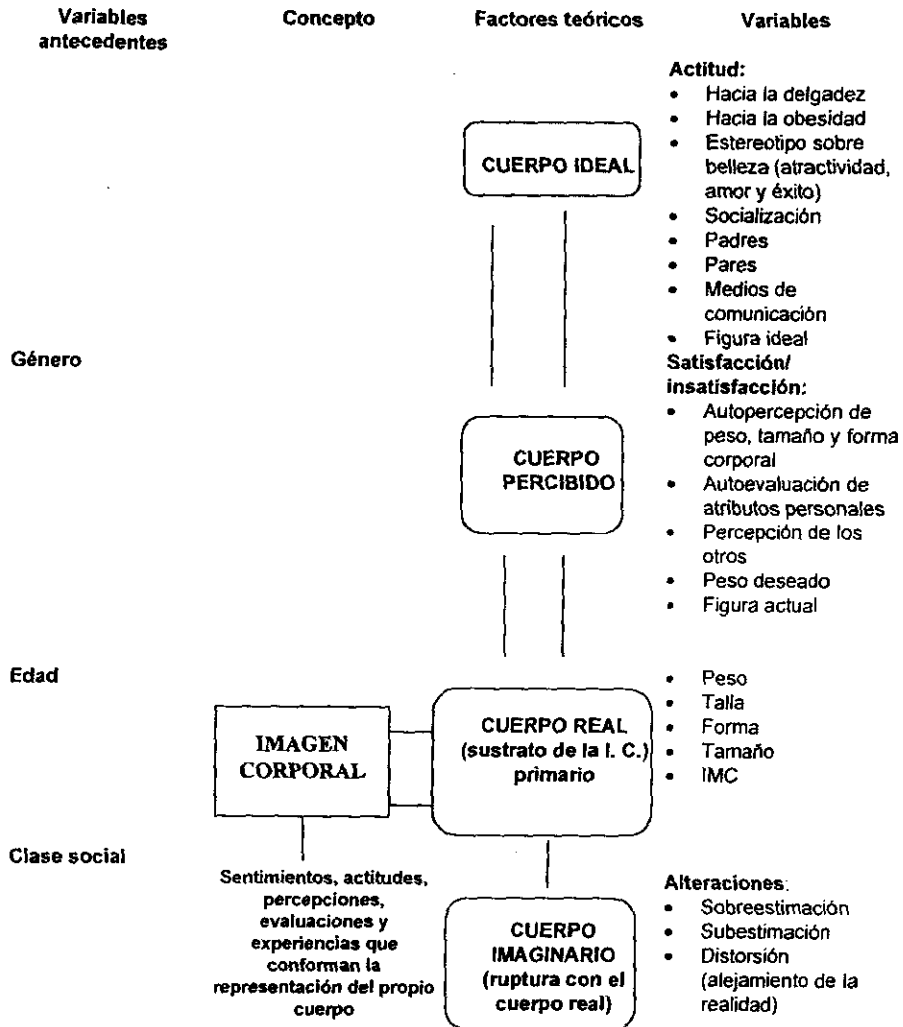 Variables
antecedentes
Concepto
Factores teóricos
Variables
CUERPO IDEAL
Actitud:
• Hacia la delgadez
• Hacia la obesidad
• Estereotipo sobre
belleza (atractividad,
amor y éxito)
• Socialización
• Padres
• Pares
• Medios de
comunicación
• Figura ideal
Género
CUERPO
PERCIBIDO
Satisfacción/
insatisfacción:
• Autopercepción de
peso, tamaño y forma
corporal
• Autoevaluación de
atributos personales
• Percepción de los
otros
• Peso deseado
• Figura actual
Edad
IMAGEN
CORPORAL
CUERPO REAL
(sustrato de la I. C.)
primario
• Peso
• Talla
• Forma
• Tamaño
• IMC
Clase social
Sentimientos, actitudes,
percepciones,
evaluaciones y
experiencias que
conforman la
representación del propio
cuerpo
CUERPO
IMAGINARIO
(ruptura con el
cuerpo real)
Alteraciones:
• Sobreestimación
• Subestimación
• Distorsión
(alejamiento de la
realidad)